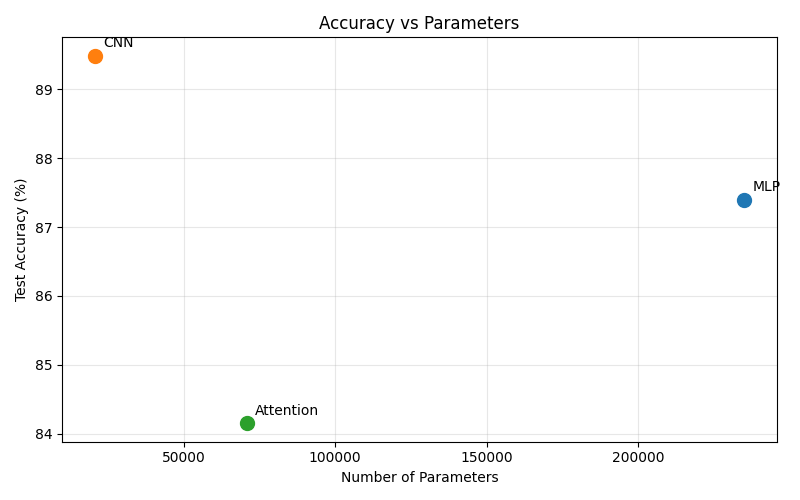 Accuracy vs Parameters
CNN
MLP
Attention
Test Accuracy (%)
89
88
87
86
85
84
50000
100000
150000
200000
Number of Parameters